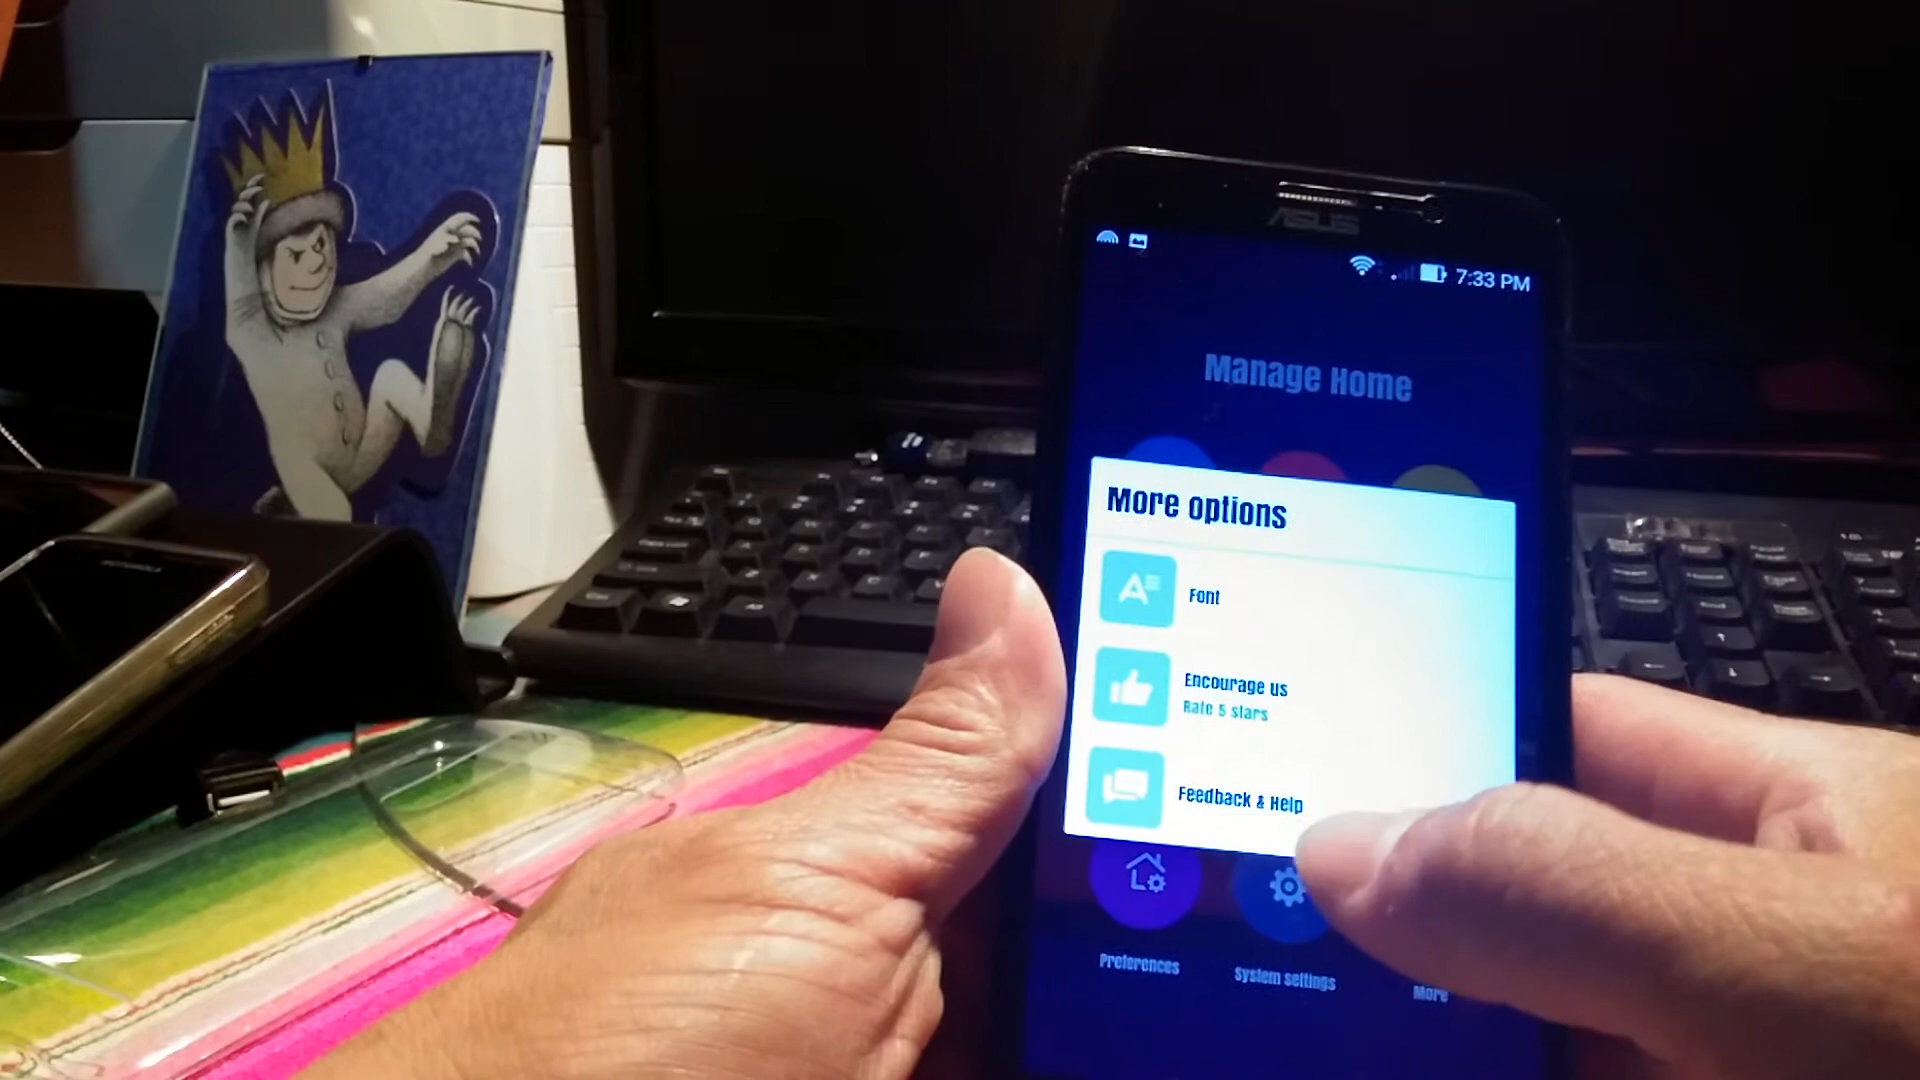 ASUS
7:33 PM
Manage Home
More options
Font
Encourage us
Rate 5 stars
Feedback & Help
Preferences
System settings
More